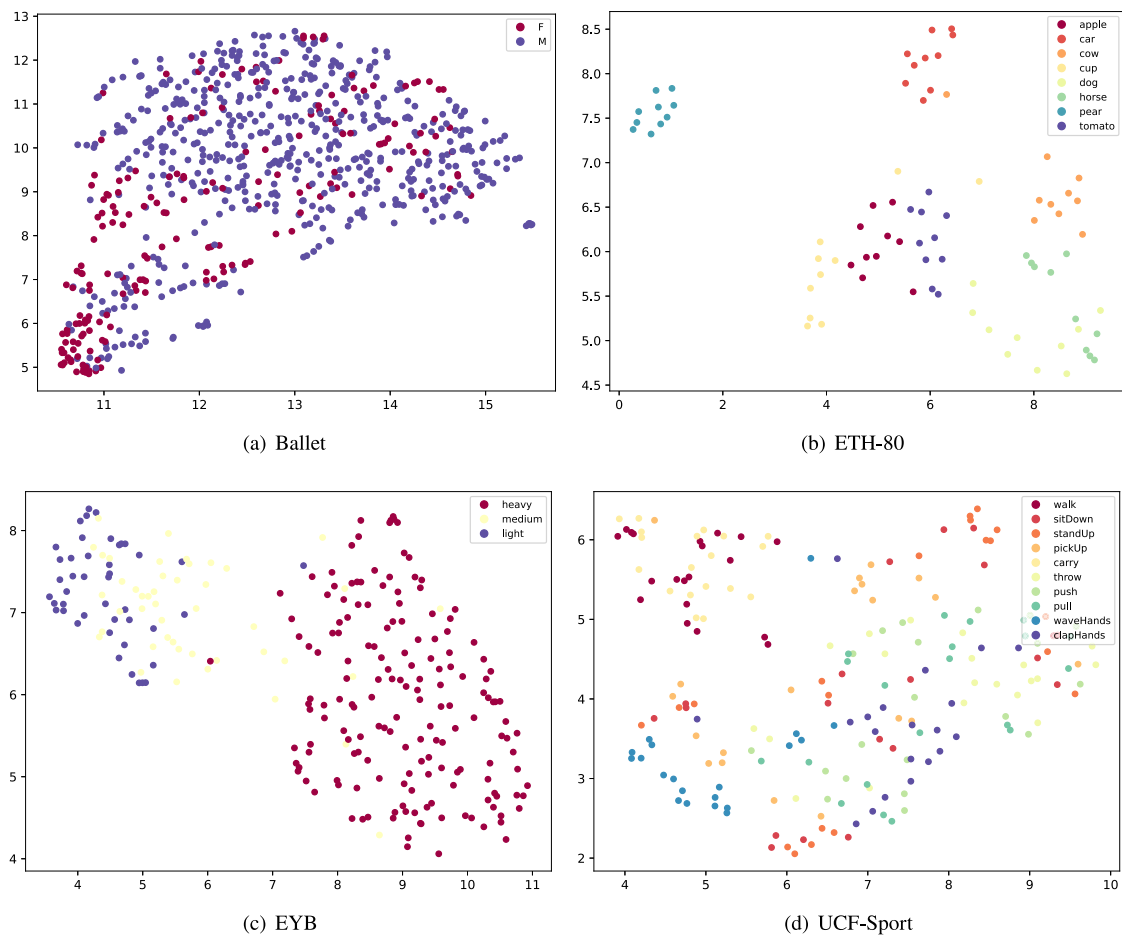 13
12
11
10
9
8
7
6
5
11
12
13
14
15
F
M
(a) Ballet
8.5
8.0
7.5
7.0
6.5
6.0
5.5
5.0
4.5
0
2
4
6
8
apple
car
cow
cup
dog
horse
pear
tomato
(b) ETH-80
8
7
6
5
4
4
5
6
7
8
9
10
11
heavy
medium
light
(c) EYB
6
5
4
3
2
4
5
6
7
8
9
10
walk
sitDown
standUp
pickUp
carry
throw
push
pull
waveHands
clapHands
(d) UCF-Sport